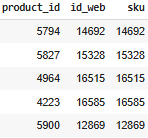 product_id id_web sku
5794 14692 14692
5827 15328 15328
4964 16515 16515
4223 16585 16585
5900 12869 12869